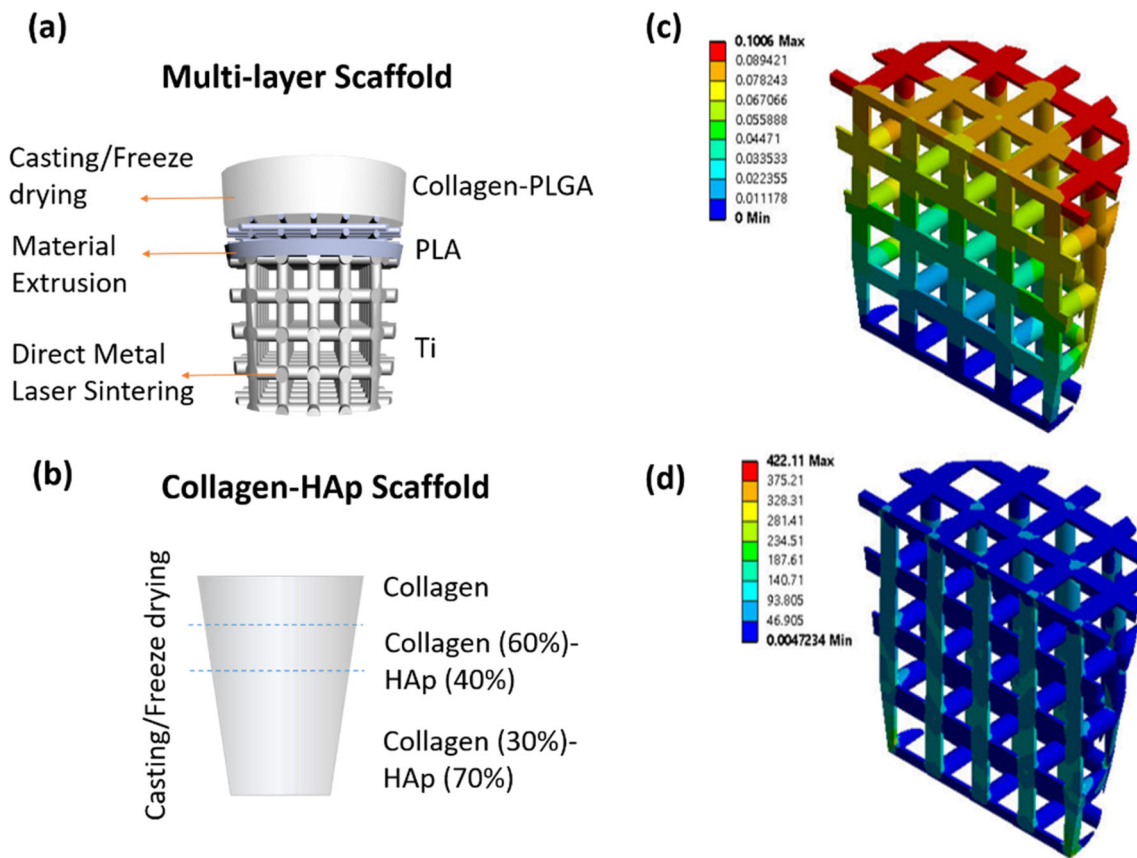 (a)
Multi-layer Scaffold
Casting/Freeze
drying
Collagen-PLGA
Material
Extrusion
PLA
Direct Metal
Laser Sintering
Ti
(b)
Collagen-HAp Scaffold
Casting/Freeze drying
Collagen
Collagen (60%)-
HAp (40%)
Collagen (30%)-
HAp (70%)
(c)
0.1006 Max
0.089421
0.078243
0.067066
0.055888
0.04471
0.033533
0.022355
0.011178
0 Min
(d)
422.11 Max
375.21
328.31
281.41
234.51
187.61
140.71
93.805
46.905
0.0047234 Min